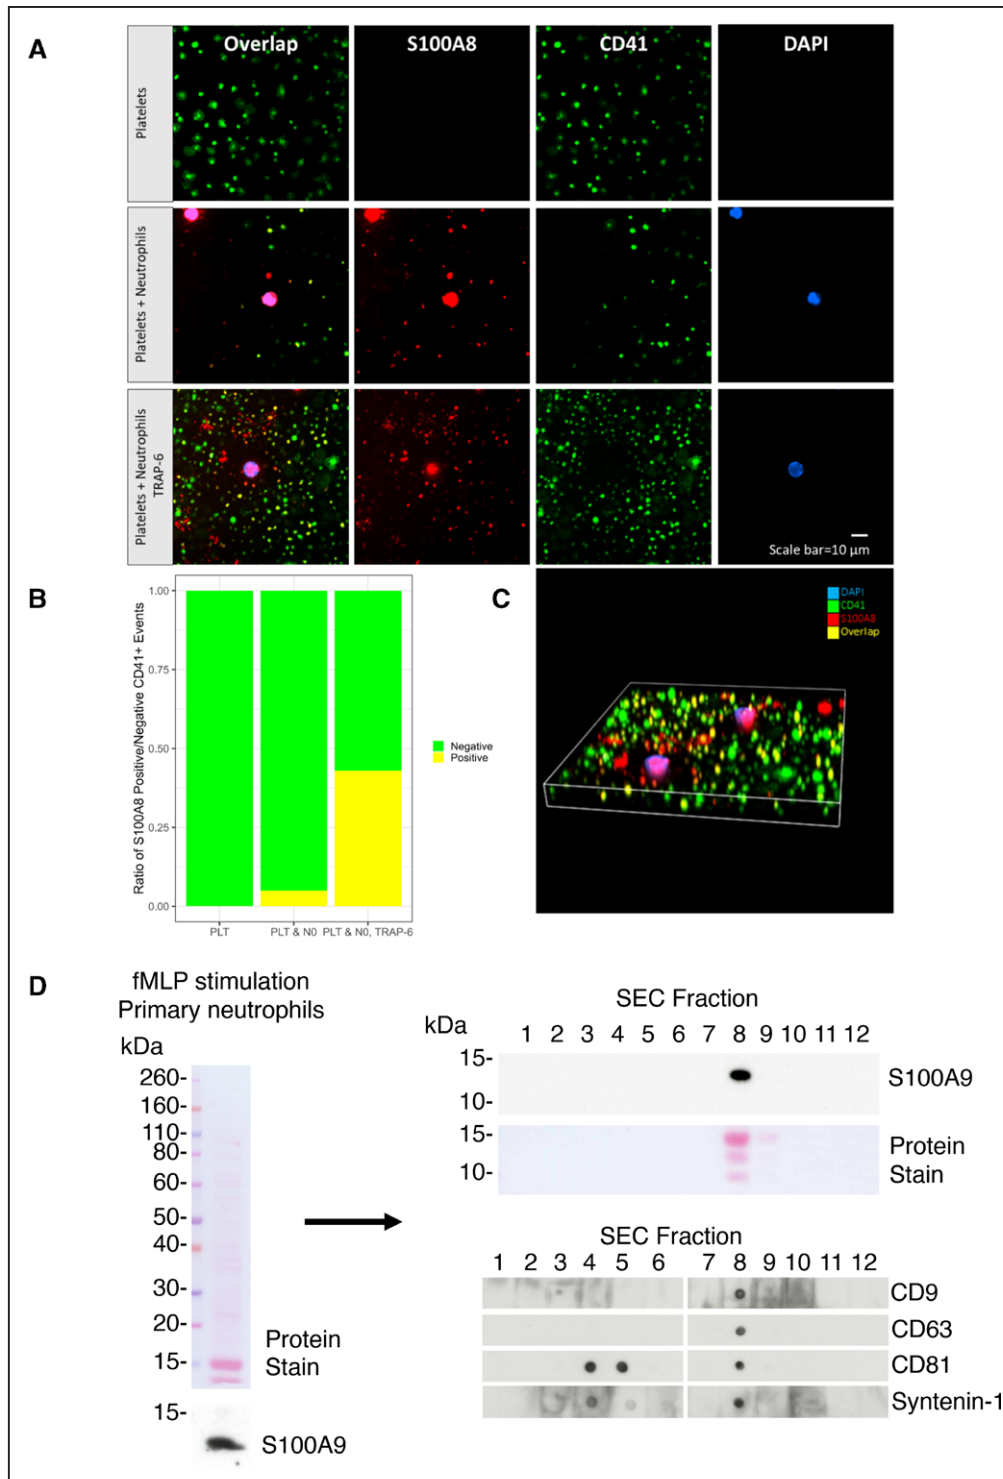 A
Overlap S100A8 CD41 DAPI
Platelets
Platelets + Neutrophils
Platelets + Neutrophils
TRAP-6
Scale bar=10 µm
B
Ratio of S100A8 Positive/Negative CD41+ Events
1.00
0.75
0.50
0.25
0.00
PLT PLT & N0 PLT & N0, TRAP-6
Negative
Positive
C
DAPI
CD41
S100A8
Overlap
D
fMLP stimulation
Primary neutrophils
kDa
260-
160-
110-
80-
60-
50-
40-
30-
20-
15-
Protein
Stain
15-
S100A9
SEC Fraction
kDa
1 2 3 4 5 6 7 8 9 10 11 12
15-
10-
S100A9
15-
10-
Protein
Stain
SEC Fraction
1 2 3 4 5 6 7 8 9 10 11 12
CD9
CD63
CD81
Syntenin-1